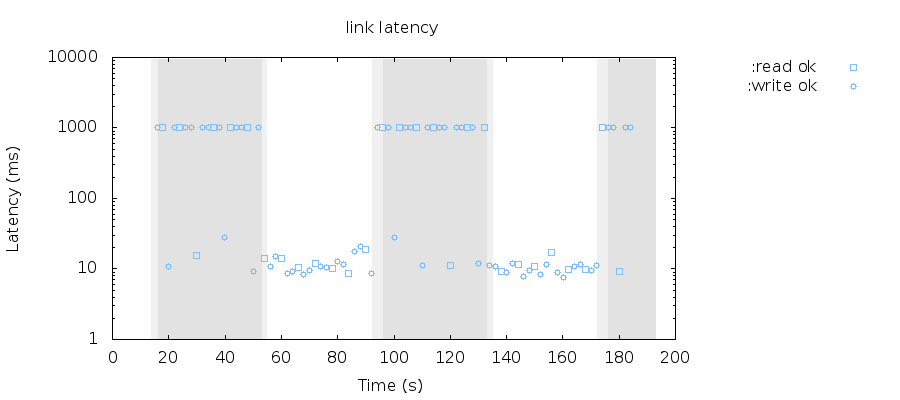 link latency
:read ok
:write ok
10000
1000
100
10
1
Latency (ms)
0 20 40 60 80 100 120 140 160 180 200
Time (s)